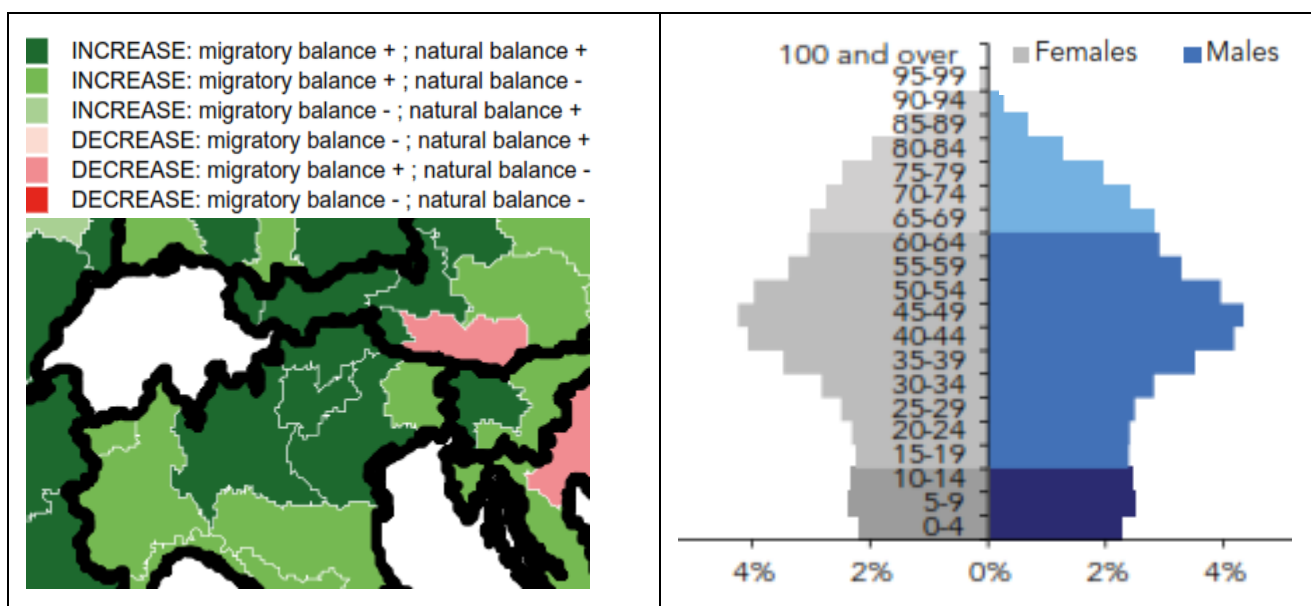 INCREASE: migratory balance + ; natural balance +
INCREASE: migratory balance + ; natural balance -
INCREASE: migratory balance - ; natural balance +
DECREASE: migratory balance - ; natural balance +
DECREASE: migratory balance + ; natural balance -
DECREASE: migratory balance - ; natural balance -
100 and over
Females
Males
95-99
90-94
85-89
80-84
75-79
70-74
65-69
60-64
55-59
50-54
45-49
40-44
35-39
30-34
25-29
20-24
15-19
10-14
5-9
0-4
4% 2% 0% 2% 4%